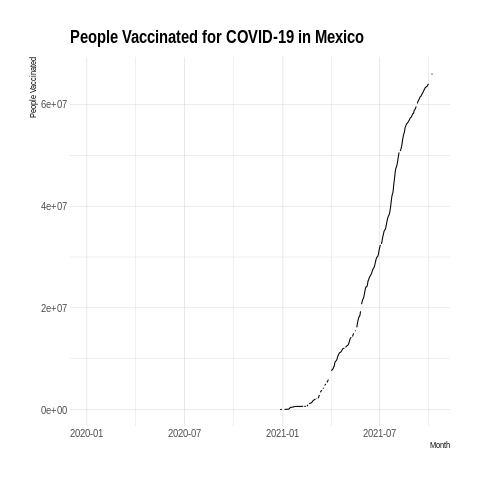 People Vaccinated for COVID-19 in Mexico
People Vaccinated
6e+07
4e+07
2e+07
0e+00
2020-01 2020-07 2021-01 2021-07
Month